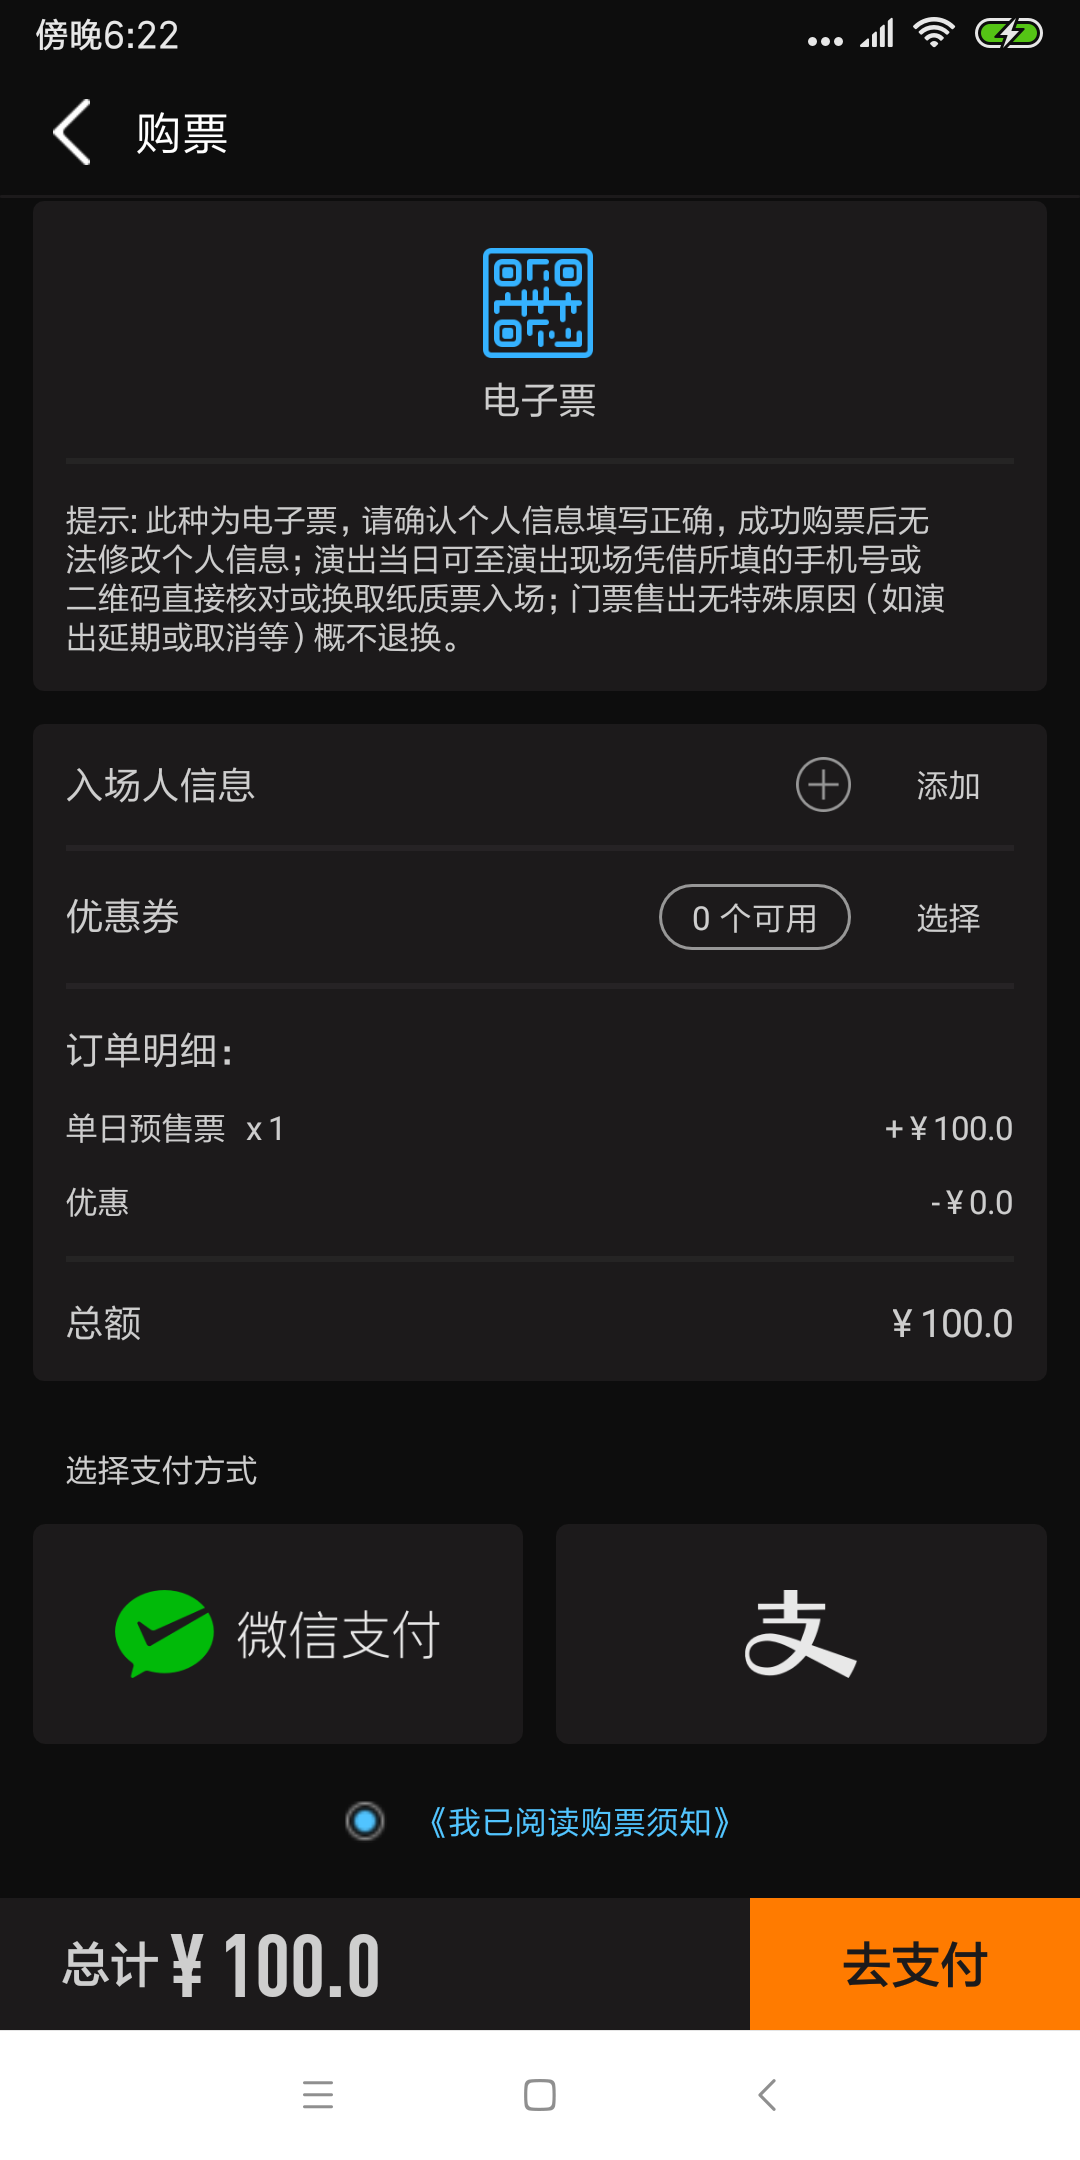 傍晚6:22
购票
电子票
提示: 此种为电子票, 请确认个人信息填写正确, 成功购票后无
法修改个人信息; 演出当日可至演出现场凭借所填的手机号或
二维码直接核对或换取纸质票入场; 门票售出无特殊原因 ( 如演
出延期或取消等 ) 概不退换。
入场人信息 添加
优惠券 0 个可用 选择
订单明细:
单日预售票 x 1 + ¥ 100.0
优惠 - ¥ 0.0
总额 ¥ 100.0
选择支付方式
微信支付 支
《我已阅读购票须知》
总计 ¥ 100.0 去支付